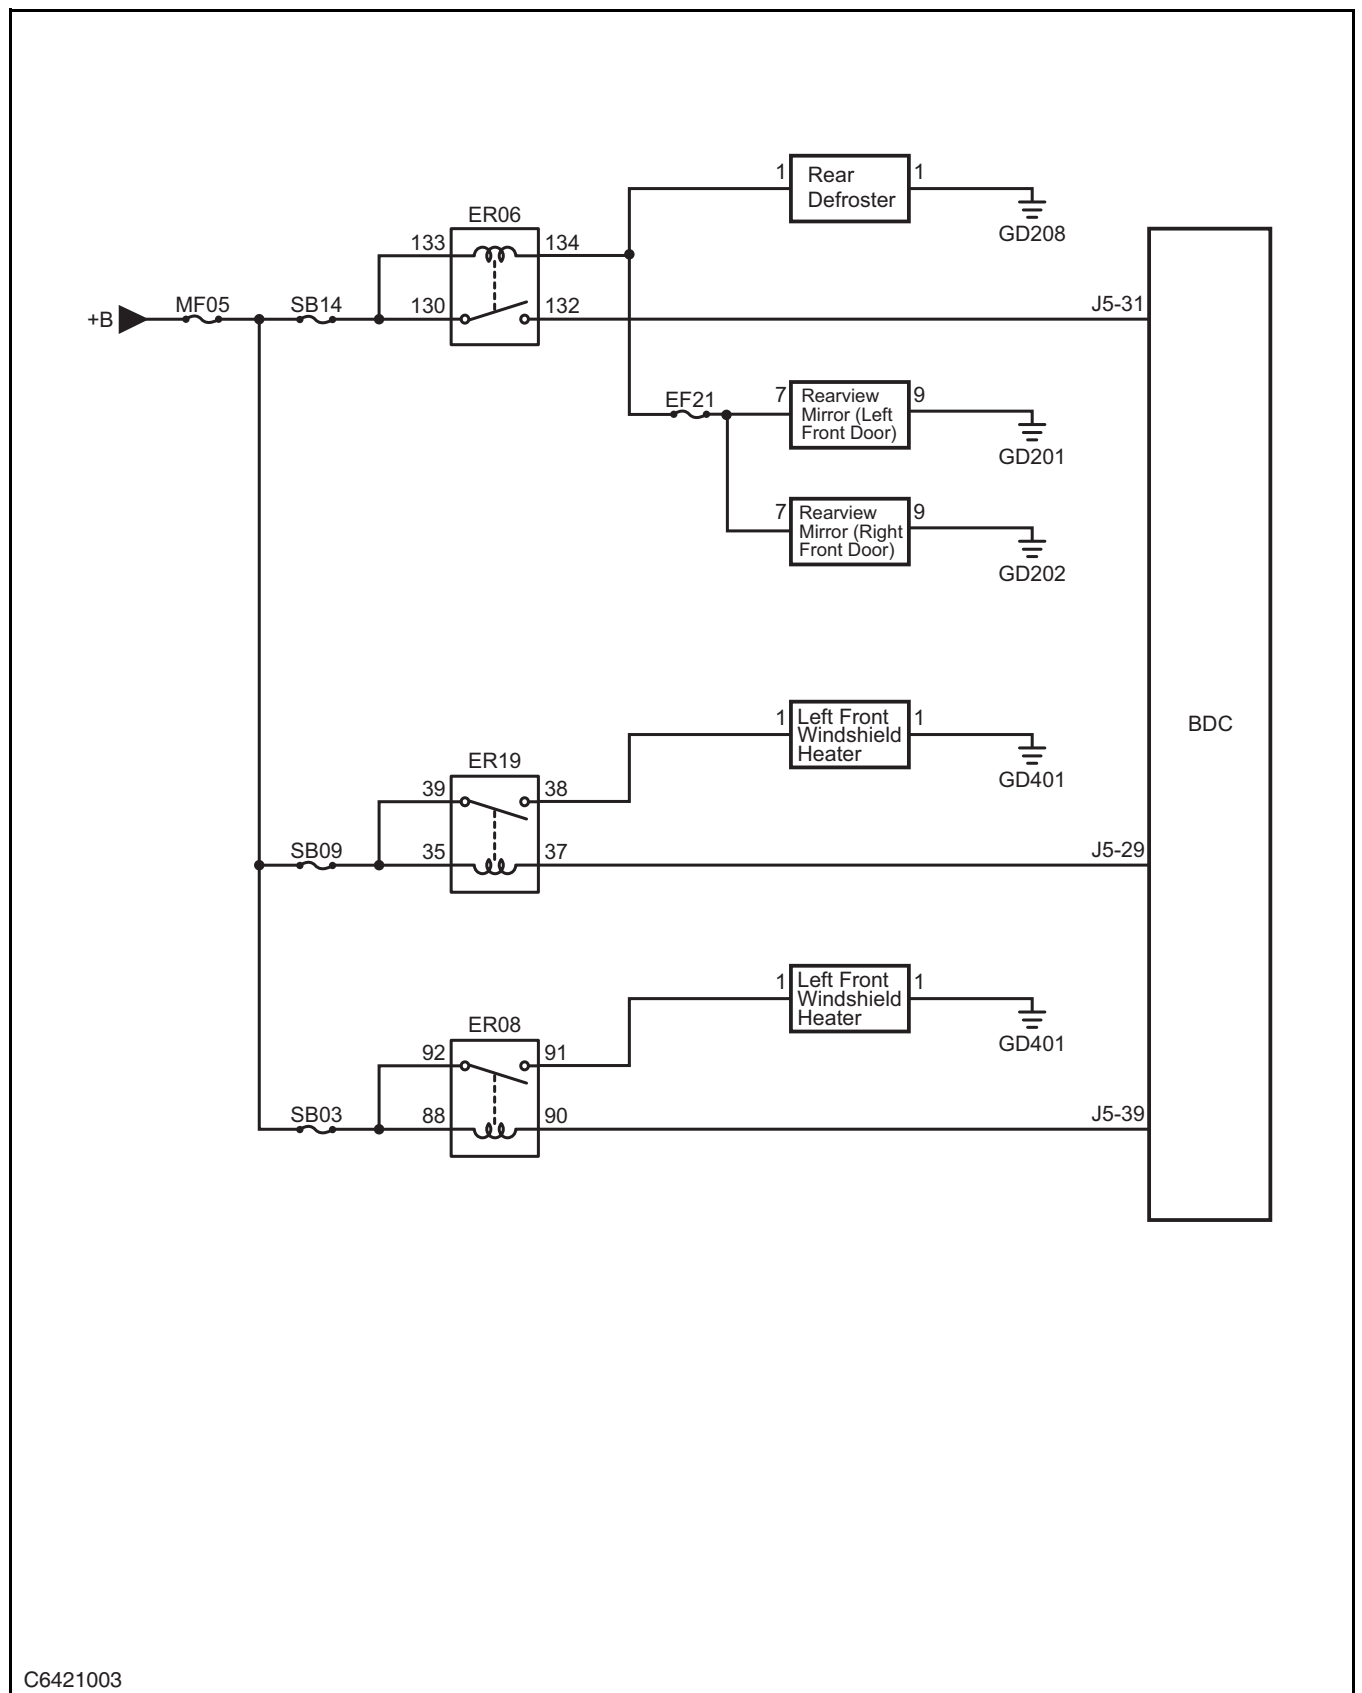 1
Rear
Defroster
1
GD208
ER06
133
134
+B
MF05
SB14
130
132
J5-31
EF21
7
Rearview
Mirror (Left
Front Door)
9
GD201
7
Rearview
Mirror (Right
Front Door)
9
GD202
BDC
1
Left Front
Windshield
Heater
1
GD401
ER19
39
38
SB09
35
37
J5-29
1
Left Front
Windshield
Heater
1
GD401
ER08
92
91
SB03
88
90
J5-39
C6421003